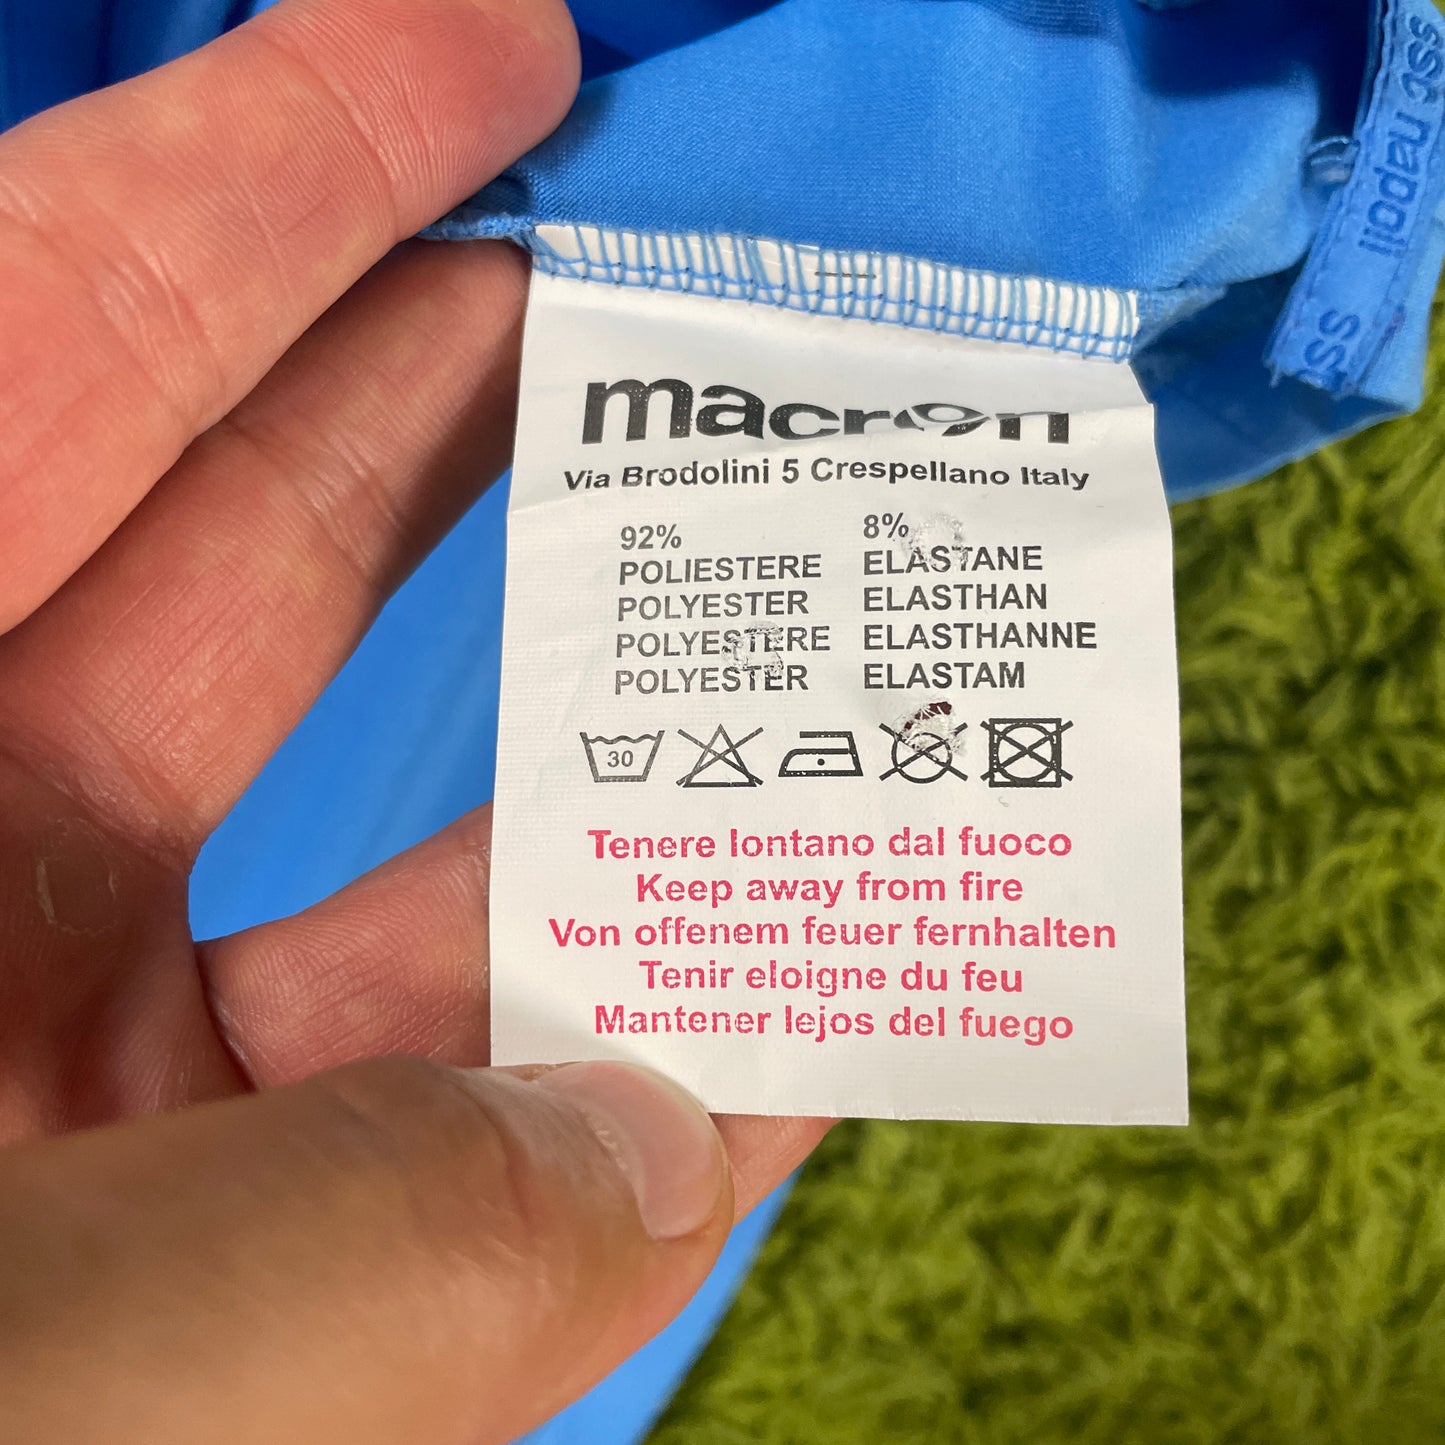 ssc napoli
ss
macron
Via Brodolini 5 Crespellano Italy
92%
POLIESTERE
POLYESTER
POLYESTERE
POLYESTER
8%
ELASTANE
ELASTHAN
ELASTHANNE
ELASTAM
30
Tenere lontano dal fuoco
Keep away from fire
Von offenem feuer fernhalten
Tenir eloigne du feu
Mantener lejos del fuego